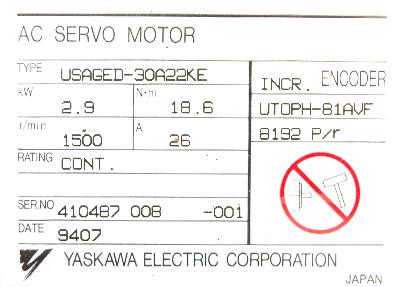 AC SERVO MOTOR
TYPE USAGED-30A22KE
INCR. ENCODER
kW 2.9 N·m 18.6
UTOPH-81AVF
r/min 1500 A 26
8192 P/r
RATING CONT.
SER.NO 410487 008 -001
DATE 9407
YASKAWA ELECTRIC CORPORATION
JAPAN